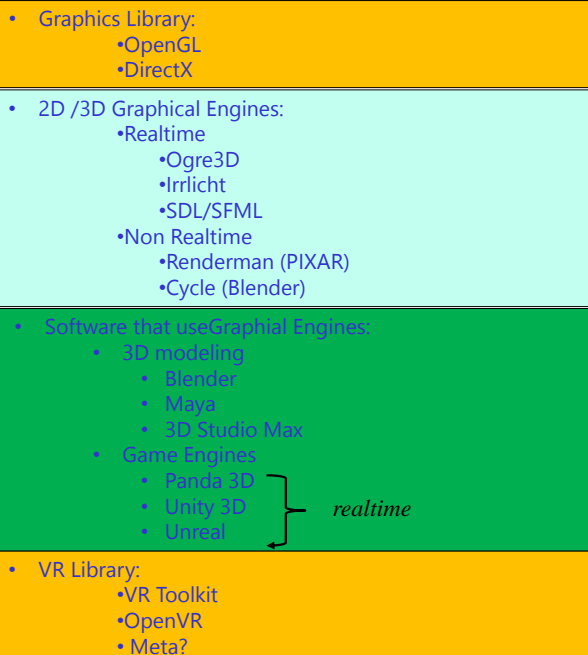 • Graphics Library:
•OpenGL
•DirectX
• 2D /3D Graphical Engines:
•Realtime
•Ogre3D
•Irrlicht
•SDL/SFML
•Non Realtime
•Renderman (PIXAR)
•Cycle (Blender)
• Software that useGraphial Engines:
• 3D modeling
• Blender
• Maya
• 3D Studio Max
• Game Engines
• Panda 3D
• Unity 3D realtime
• Unreal
• VR Library:
•VR Toolkit
•OpenVR
• Meta?